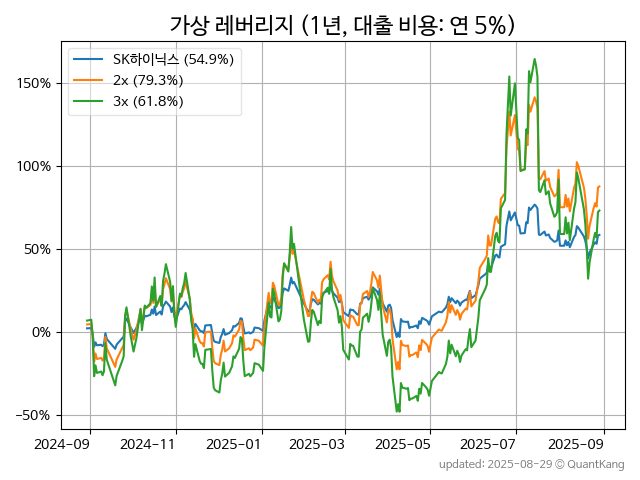 가상 레버리지 (1년, 대출 비용: 연 5%)
SK하이닉스 (54.9%)
2x (79.3%)
3x (61.8%)
150%
100%
50%
0%
−50%
2024-09 2024-11 2025-01 2025-03 2025-05 2025-07 2025-09
updated: 2025-08-29 © QuantKang